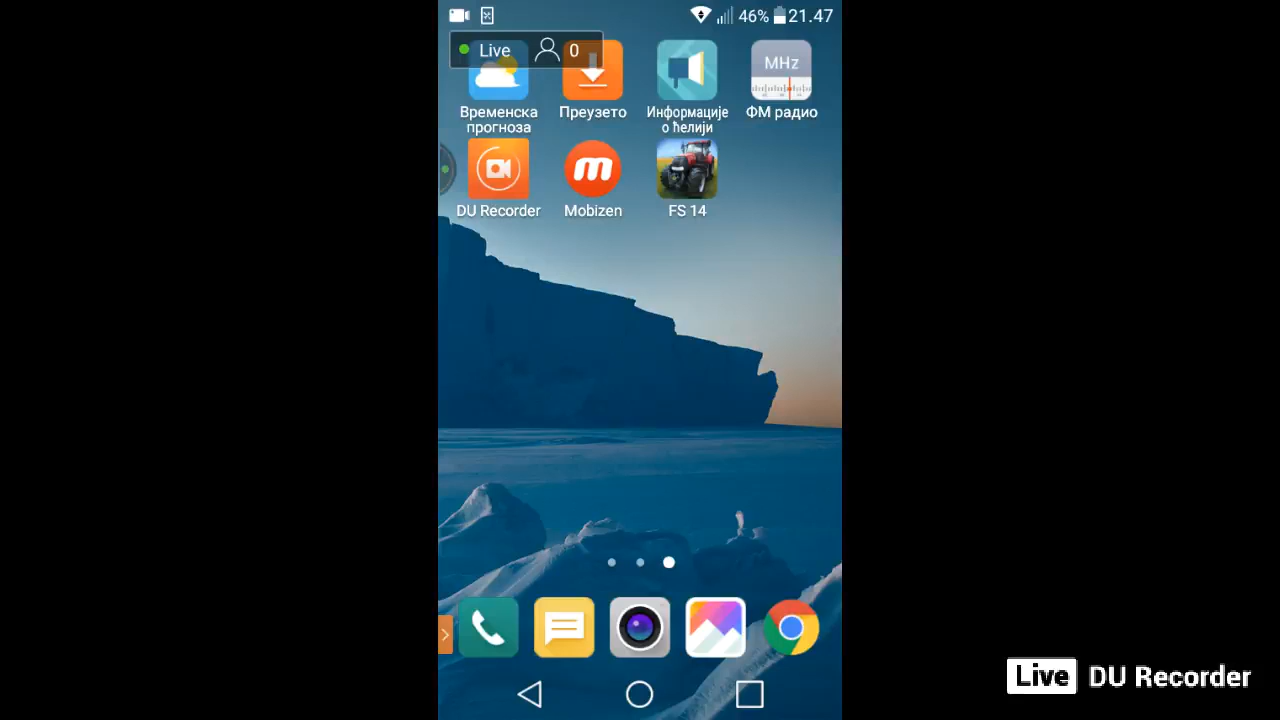 46% 21.47
Live 0
MHz
Временска прогноза
Преузето
Информације о ћелији
ФМ радио
DU Recorder
m
Mobizen
FS 14
Live DU Recorder